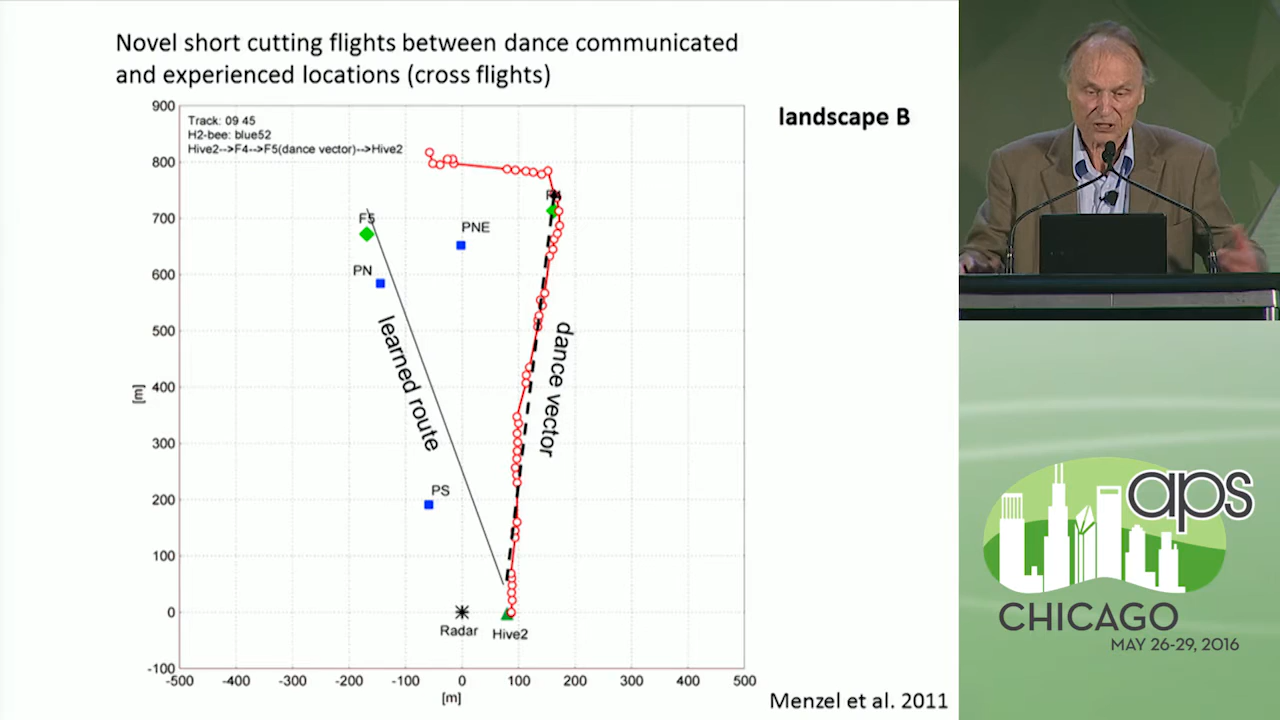 Novel short cutting flights between dance communicated
and experienced locations (cross flights)
landscape B
900
Track: 09 45
H2-bee: blue52
Hive2-->F4-->F5(dance vector)-->Hive2
800
700
F5
PNE
600
PN
500
learned route
dance vector
[m]
400
300
200
PS
100
0
Radar
Hive2
-100
-500 -400 -300 -200 -100 0 100 200 300 400 500
[m]
Menzel et al. 2011
aps
CHICAGO
MAY 26-29, 2016